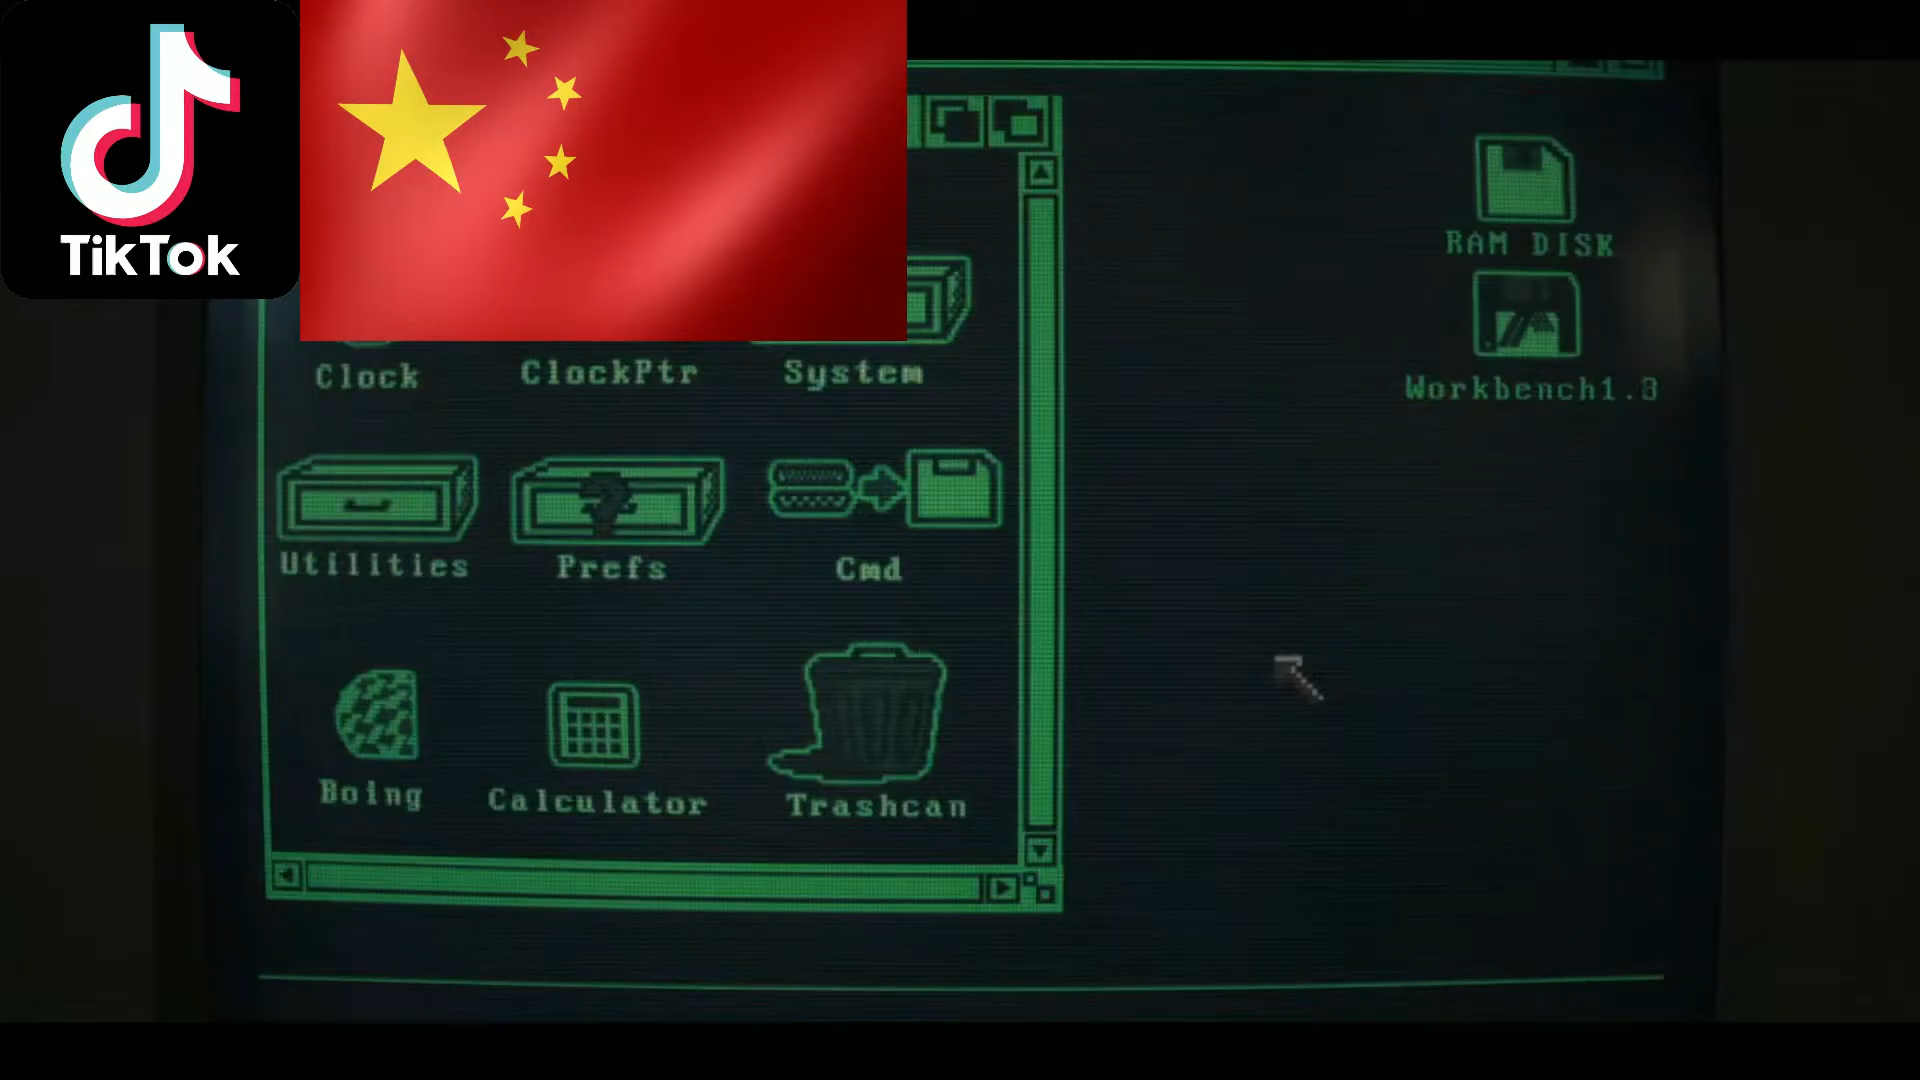 TikTok
RAM DISK
Workbench1.3
Clock
ClockPtr
System
Utilities
Prefs
Cmd
Boing
Calculator
Trashcan